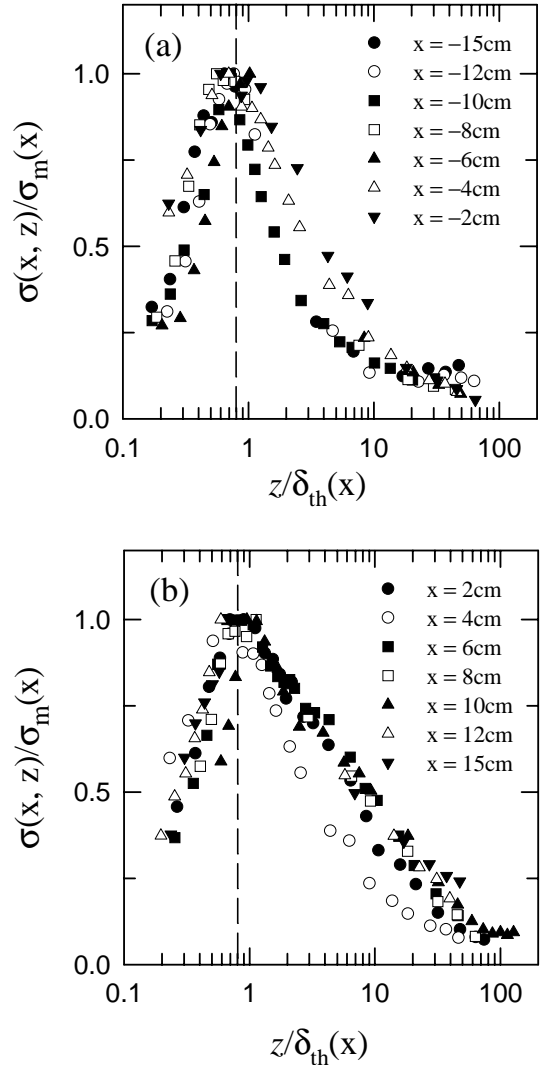 (a)
x = −15cm
x = −12cm
x = −10cm
x = −8cm
x = −6cm
x = −4cm
x = −2cm
1.0
0.5
0.0
σ(x, z)/σm(x)
0.1
1
10
100
z/δth(x)
(b)
x = 2cm
x = 4cm
x = 6cm
x = 8cm
x = 10cm
x = 12cm
x = 15cm
1.0
0.5
0.0
σ(x, z)/σm(x)
0.1
1
10
100
z/δth(x)